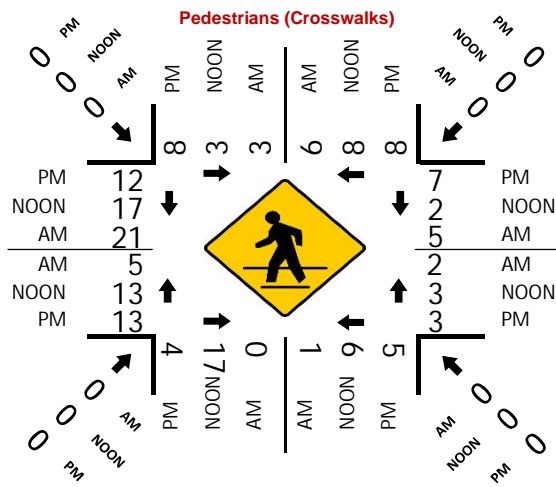 Pedestrians (Crosswalks)
0 PM
0 NOON
0 AM
PM NOON AM AM NOON PM
0 PM
0 NOON
0 AM
8 3 3 6 8 8
PM 12 7 PM
NOON 17 2 NOON
AM 21 5 AM
AM 5 2 AM
NOON 13 3 NOON
PM 13 3 PM
4 17 0 1 6 5
PM NOON AM AM NOON PM
0 AM
0 NOON
0 PM
0 AM
0 NOON
0 PM